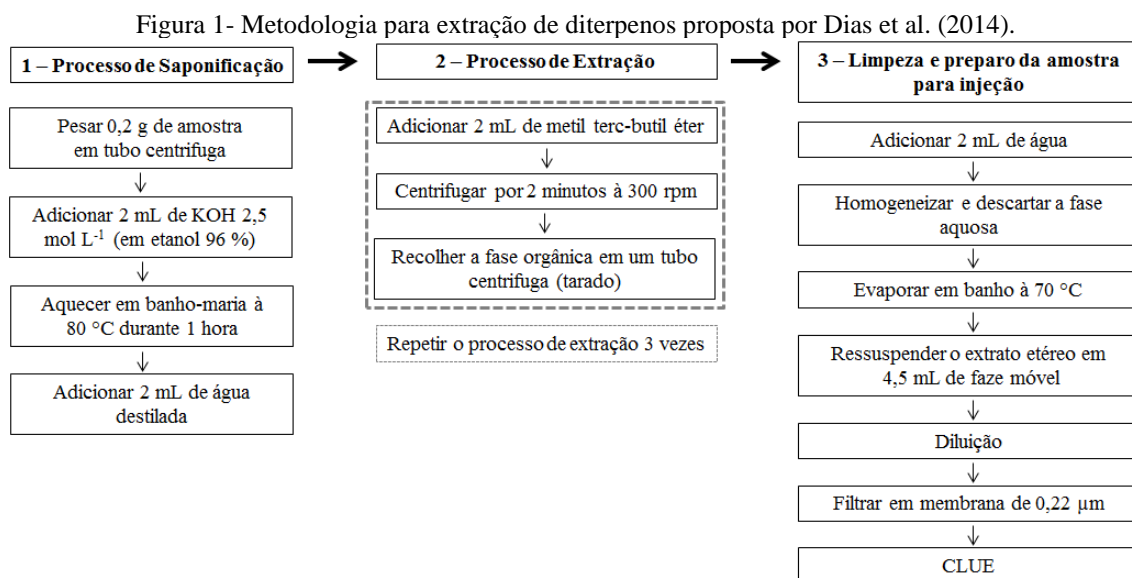 Figura 1- Metodologia para extração de diterpenos proposta por Dias et al. (2014).
1 – Processo de Saponificação
Pesar 0,2 g de amostra
em tubo centrifuga
Adicionar 2 mL de KOH 2,5
mol L-1 (em etanol 96 %)
Aquecer em banho-maria à
80 °C durante 1 hora
Adicionar 2 mL de água
destilada
2 – Processo de Extração
Adicionar 2 mL de metil terc-butil éter
Centrifugar por 2 minutos à 300 rpm
Recolher a fase orgânica em um tubo
centrifuga (tarado)
Repetir o processo de extração 3 vezes
3 – Limpeza e preparo da amostra
para injeção
Adicionar 2 mL de água
Homogeneizar e descartar a fase
aquosa
Evaporar em banho à 70 °C
Ressuspender o extrato etéreo em
4,5 mL de faze móvel
Diluição
Filtrar em membrana de 0,22 µm
CLUE